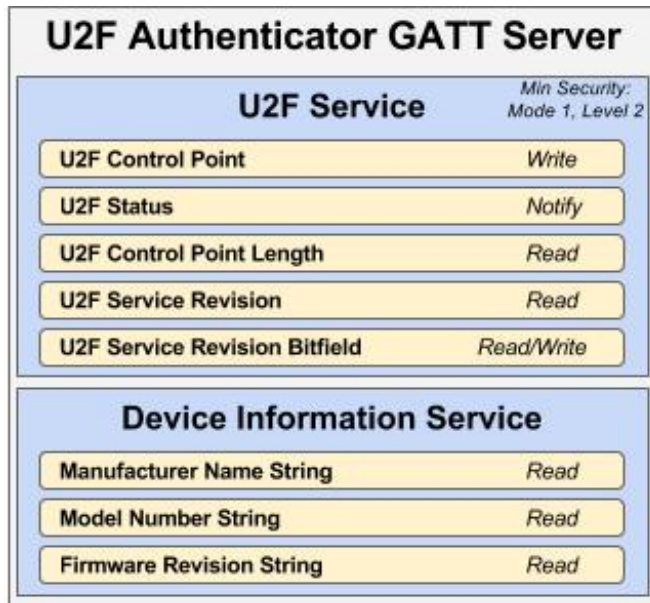 U2F Authenticator GATT Server
U2F Service
Min Security:
Mode 1, Level 2
U2F Control Point Write
U2F Status Notify
U2F Control Point Length Read
U2F Service Revision Read
U2F Service Revision Bitfield Read/Write
Device Information Service
Manufacturer Name String Read
Model Number String Read
Firmware Revision String Read